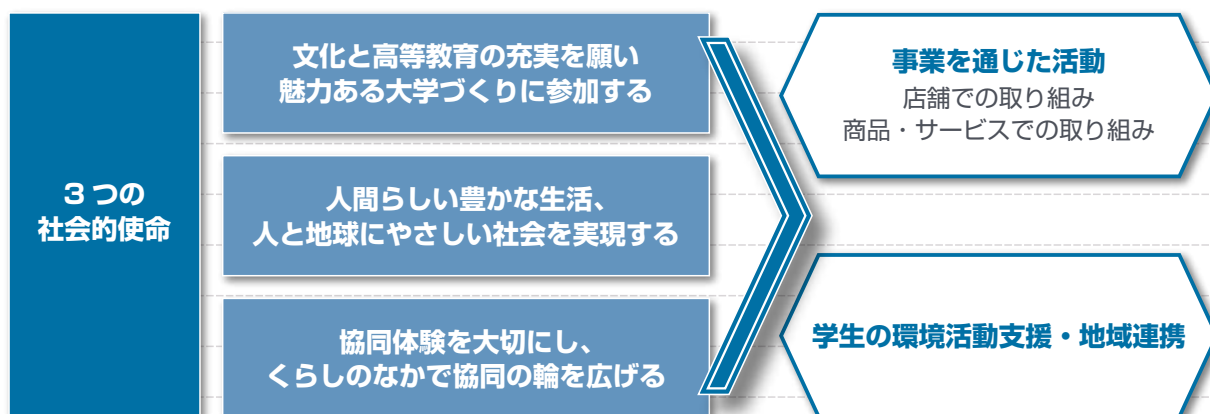 3つの
社会的使命
文化と高等教育の充実を願い
魅力ある大学づくりに参加する
人間らしい豊かな生活、
人と地球にやさしい社会を実現する
協同体験を大切にし、
くらしのなかで協同の輪を広げる
事業を通じた活動
店舗での取り組み
商品・サービスでの取り組み
学生の環境活動支援・地域連携